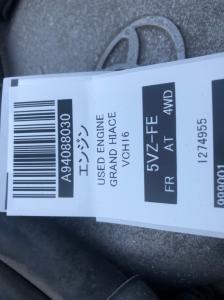 A94088030
エンジン
USED ENGINE
GRAND HIACE
VCH16
5VZ-FE
FR AT 4WD
1274955